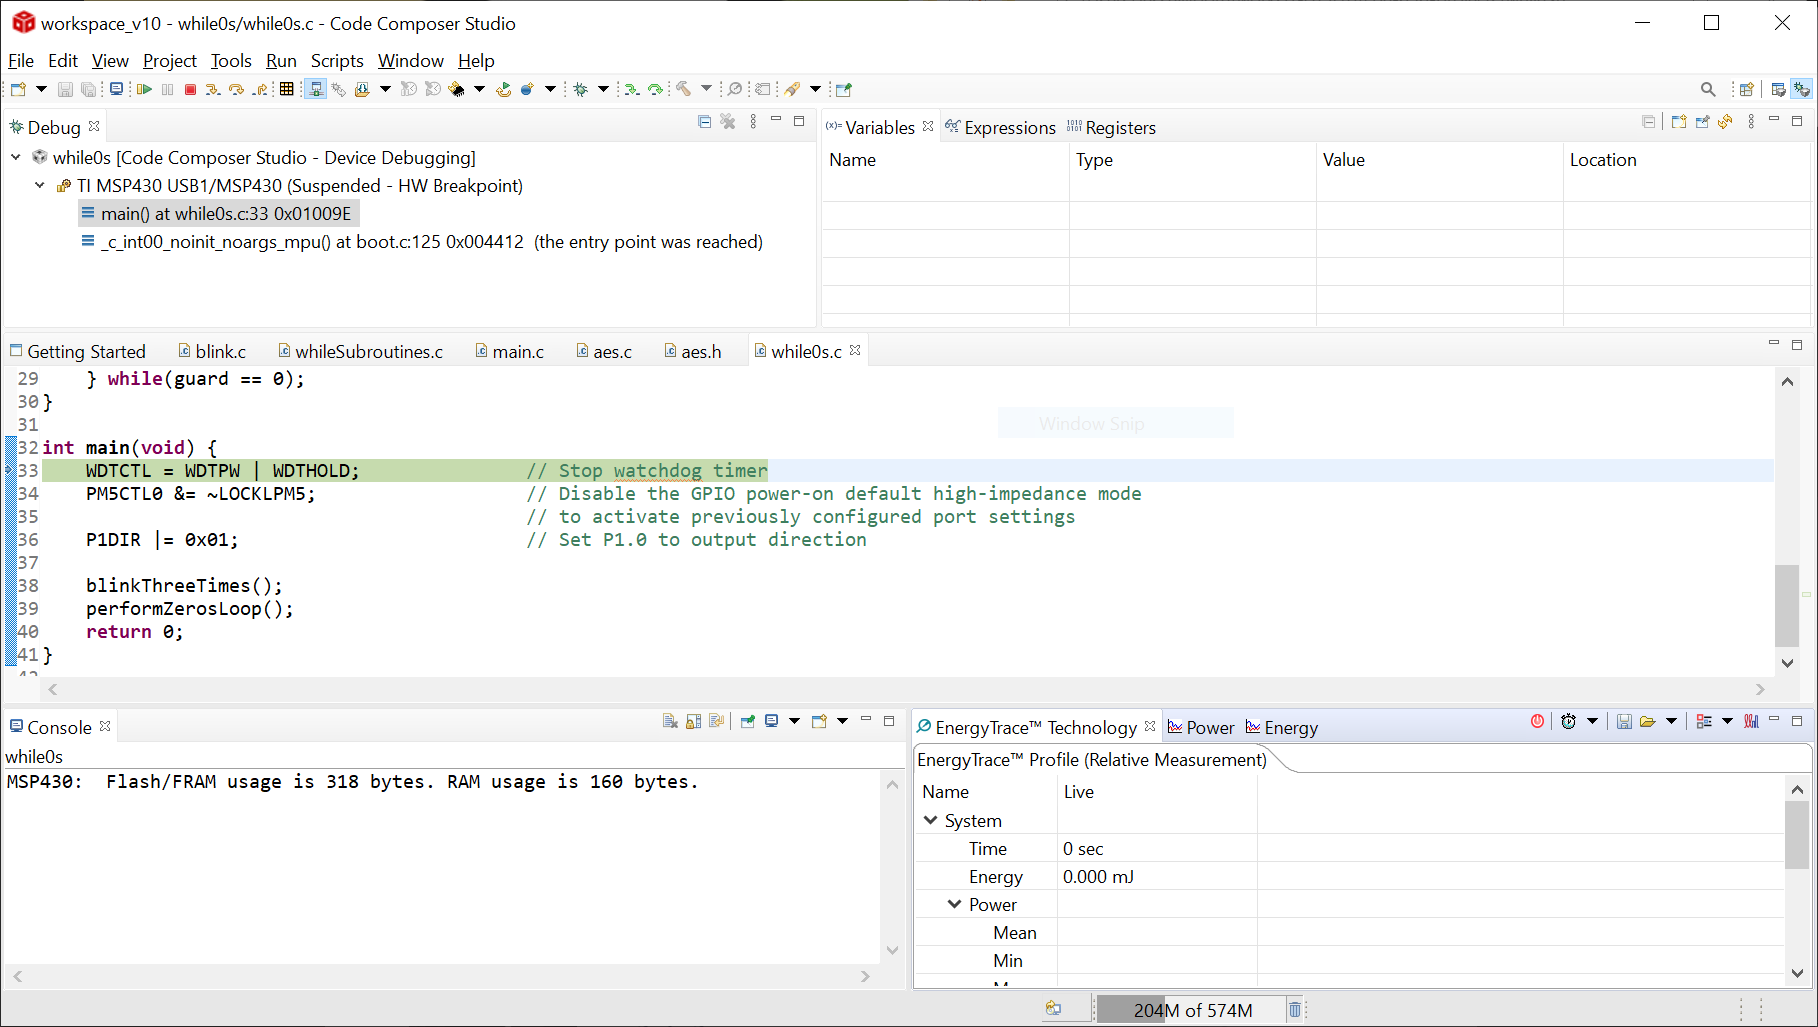 workspace_v10 - while0s/while0s.c - Code Composer Studio
File Edit View Project Tools Run Scripts Window Help
Debug
while0s [Code Composer Studio - Device Debugging]
TI MSP430 USB1/MSP430 (Suspended - HW Breakpoint)
main() at while0s.c:33 0x01009E
_c_int00_noinit_noargs_mpu() at boot.c:125 0x004412 (the entry point was reached)
(x)= Variables Expressions 1010 0101 Registers
Name Type Value Location
Getting Started blink.c whileSubroutines.c main.c aes.c aes.h while0s.c
29 } while(guard == 0);
30 }
31
Window Snip
32 int main(void) {
33 WDTCTL = WDTPW | WDTHOLD; // Stop watchdog timer
34 PM5CTL0 &= ~LOCKLPM5; // Disable the GPIO power-on default high-impedance mode
35 // to activate previously configured port settings
36 P1DIR |= 0x01; // Set P1.0 to output direction
37
38 blinkThreeTimes();
39 performZerosLoop();
40 return 0;
41 }
Console
while0s
MSP430: Flash/FRAM usage is 318 bytes. RAM usage is 160 bytes.
EnergyTrace™ Technology Power Energy
EnergyTrace™ Profile (Relative Measurement)
Name Live
System
Time 0 sec
Energy 0.000 mJ
Power
Mean
Min
204M of 574M